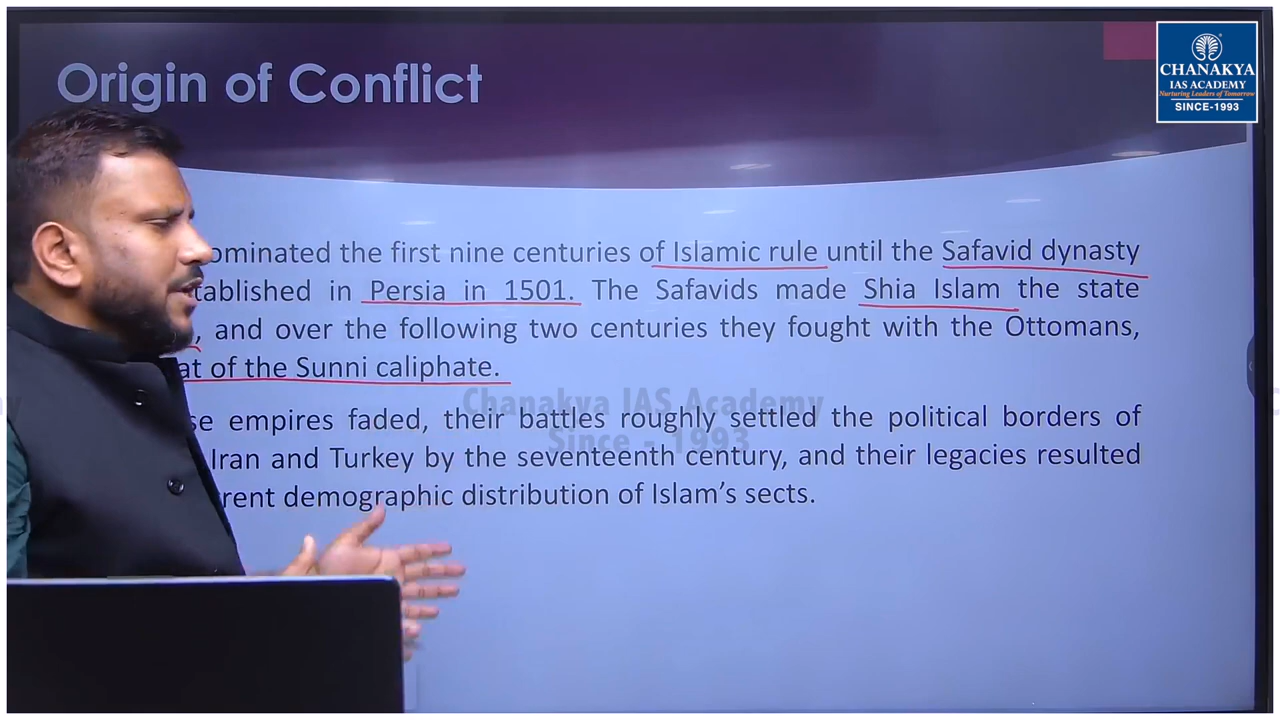 Origin of Conflict
CHANAKYA
IAS ACADEMY
Nurturing Leaders of Tomorrow
SINCE-1993
ominated the first nine centuries of Islamic rule until the Safavid dynasty
tablished in Persia in 1501. The Safavids made Shia Islam the state
, and over the following two centuries they fought with the Ottomans,
at of the Sunni caliphate.
Chanakya IAS Academy
Since - 1993
se empires faded, their battles roughly settled the political borders of
Iran and Turkey by the seventeenth century, and their legacies resulted
rent demographic distribution of Islam's sects.